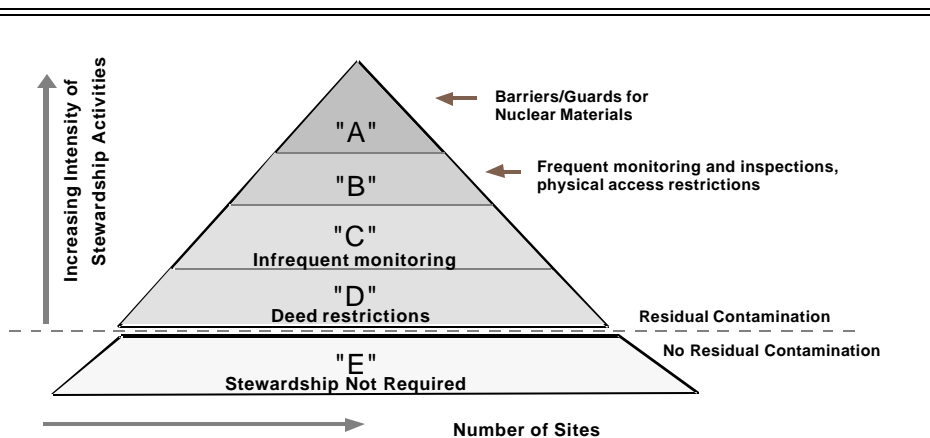 Increasing Intensity of
Stewardship Activities
Barriers/Guards for
Nuclear Materials
"A"
Frequent monitoring and inspections,
physical access restrictions
"B"
"C"
Infrequent monitoring
"D"
Deed restrictions
Residual Contamination
No Residual Contamination
"E"
Stewardship Not Required
Number of Sites